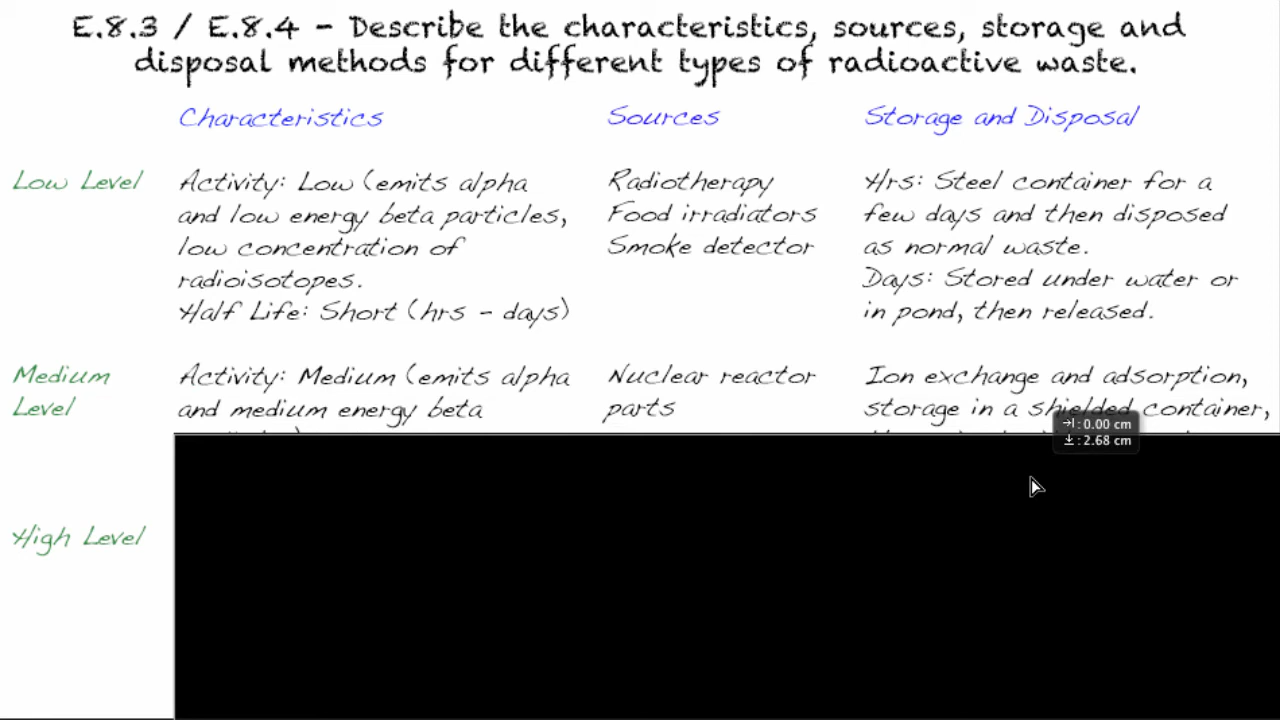 E.8.3 / E.8.4 - Describe the characteristics, sources, storage and
disposal methods for different types of radioactive waste.
Characteristics
Sources
Storage and Disposal
Low Level
Activity: Low (emits alpha
and low energy beta particles,
low concentration of
radioisotopes.
Half Life: Short (hrs - days)
Radiotherapy
Food irradiators
Smoke detector
Hrs: Steel container for a
few days and then disposed
as normal waste.
Days: Stored under water or
in pond, then released.
Medium
Level
Activity: Medium (emits alpha
and medium energy beta
Nuclear reactor
parts
Ion exchange and adsorption,
storage in a shielded container,
: 0.00 cm
: 2.68 cm
High Level